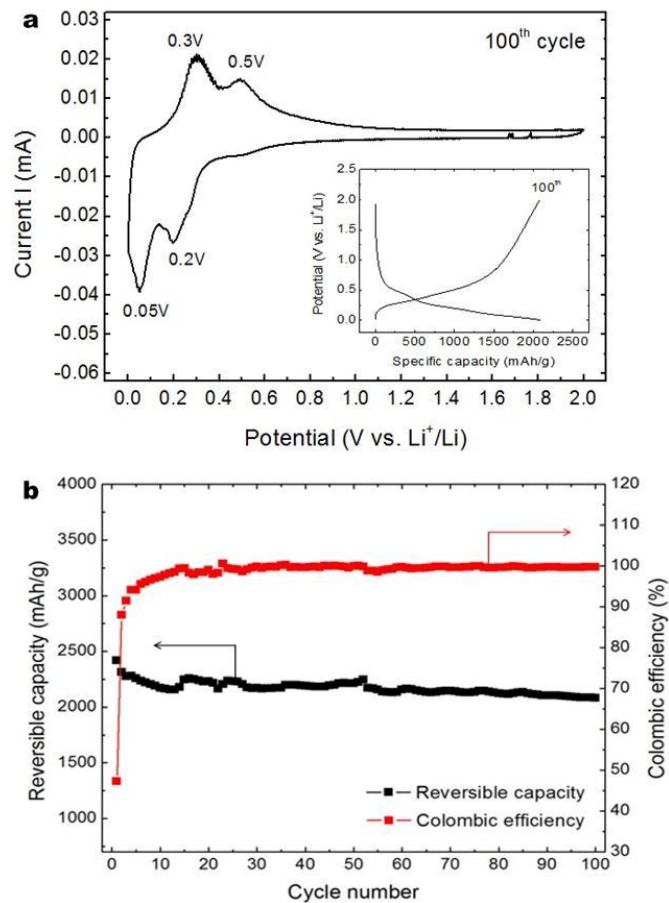 a
100th cycle
0.3V
0.5V
0.2V
0.05V
0.03
0.02
0.01
0.00
-0.01
-0.02
-0.03
-0.04
-0.05
-0.06
Current I (mA)
0.0 0.2 0.4 0.6 0.8 1.0 1.2 1.4 1.6 1.8 2.0
Potential (V vs. Li+/Li)
100th
2.5
2.0
1.5
1.0
0.5
0.0
Potential (V vs. Li+/Li)
0 500 1000 1500 2000 2500
Specific capacity (mAh/g)
b
4000
3500
3000
2500
2000
1500
1000
Reversible capacity (mAh/g)
120
110
100
90
80
70
60
50
40
30
Colombic efficiency (%)
Reversible capacity
Colombic efficiency
0 10 20 30 40 50 60 70 80 90 100
Cycle number